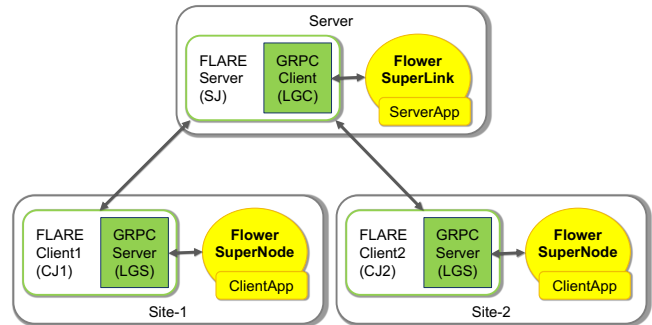 Server
FLARE
Server
(SJ)
GRPC
Client
(LGC)
Flower
SuperLink
ServerApp
FLARE
Client1
(CJ1)
GRPC
Server
(LGS)
Flower
SuperNode
ClientApp
Site-1
FLARE
Client2
(CJ2)
GRPC
Server
(LGS)
Flower
SuperNode
ClientApp
Site-2